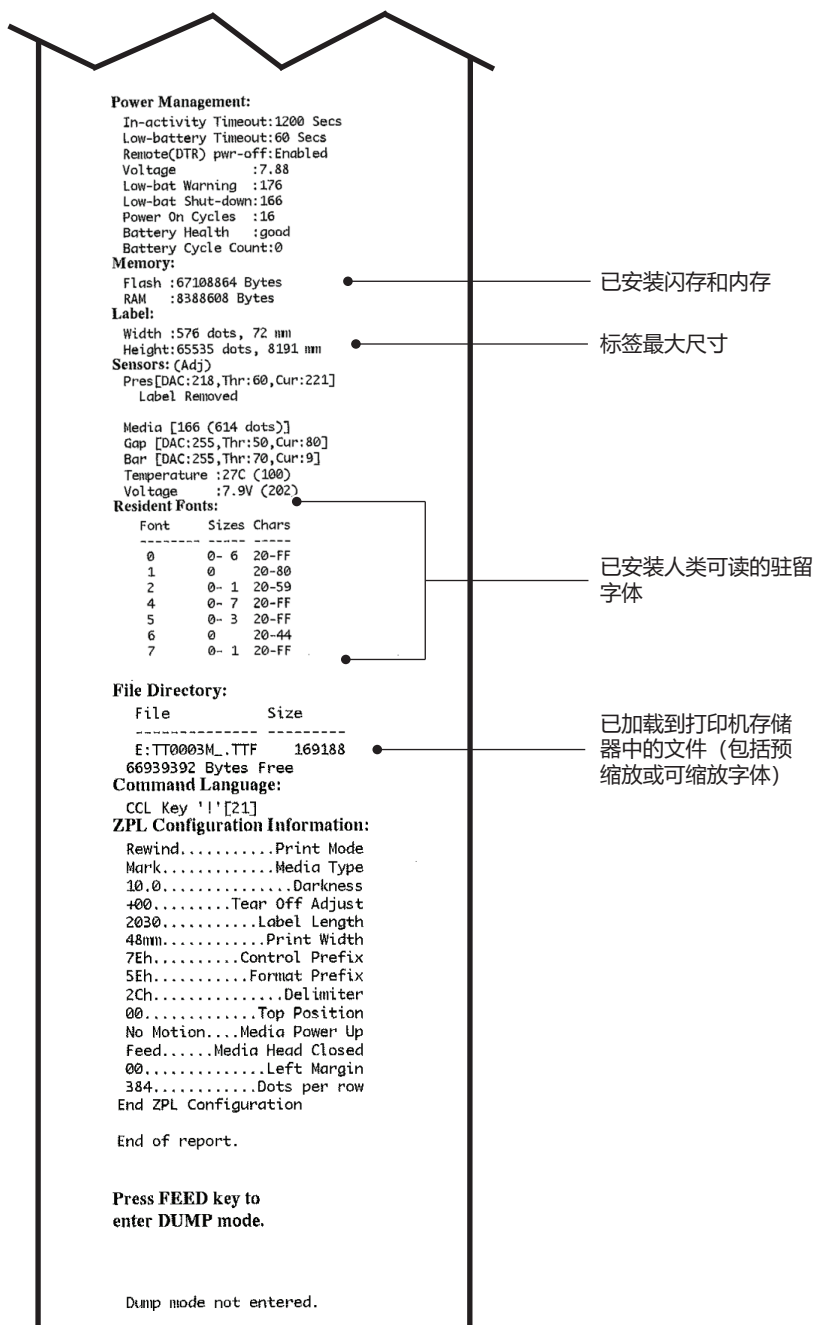 Power Management:
In-activity Timeout:1200 Secs
Low-battery Timeout:60 Secs
Remote(DTR) pwr-off:Enabled
Voltage :7.88
Low-bat Warning :176
Low-bat Shut-down:166
Power On Cycles :16
Battery Health :good
Battery Cycle Count:0
Memory:
Flash :67108864 Bytes
RAM :8388608 Bytes
已安装闪存和内存
Label:
Width :576 dots, 72 mm
Height:65535 dots, 8191 mm
标签最大尺寸
Sensors: (Adj)
Pres[DAC:218,Thr:60,Cur:221]
Label Removed
Media [166 (614 dots)]
Gap [DAC:255,Thr:50,Cur:80]
Bar [DAC:255,Thr:70,Cur:9]
Temperature :27C (100)
Voltage :7.9V (202)
Resident Fonts:
Font Sizes Chars
-------- ----- -----
0 0- 6 20-FF
1 0 20-80
2 0- 1 20-59
4 0- 7 20-FF
5 0- 3 20-FF
6 0 20-44
7 0- 1 20-FF
已安装人类可读的驻留
字体
File Directory:
File Size
-------------- ---------
E:TT0003M_.TTF 169188
66939392 Bytes Free
已加载到打印机存储
器中的文件（包括预
缩放或可缩放字体）
Command Language:
CCL Key '!'[21]
ZPL Configuration Information:
Rewind...........Print Mode
Mark.............Media Type
10.0...............Darkness
+00.........Tear Off Adjust
2030...........Label Length
48mm............Print Width
7Eh..........Control Prefix
5Eh...........Format Prefix
2Ch...............Delimiter
00.............Top Position
No Motion....Media Power Up
Feed......Media Head Closed
00..............Left Margin
384............Dots per row
End ZPL Configuration
End of report.
Press FEED key to
enter DUMP mode.
Dump mode not entered.